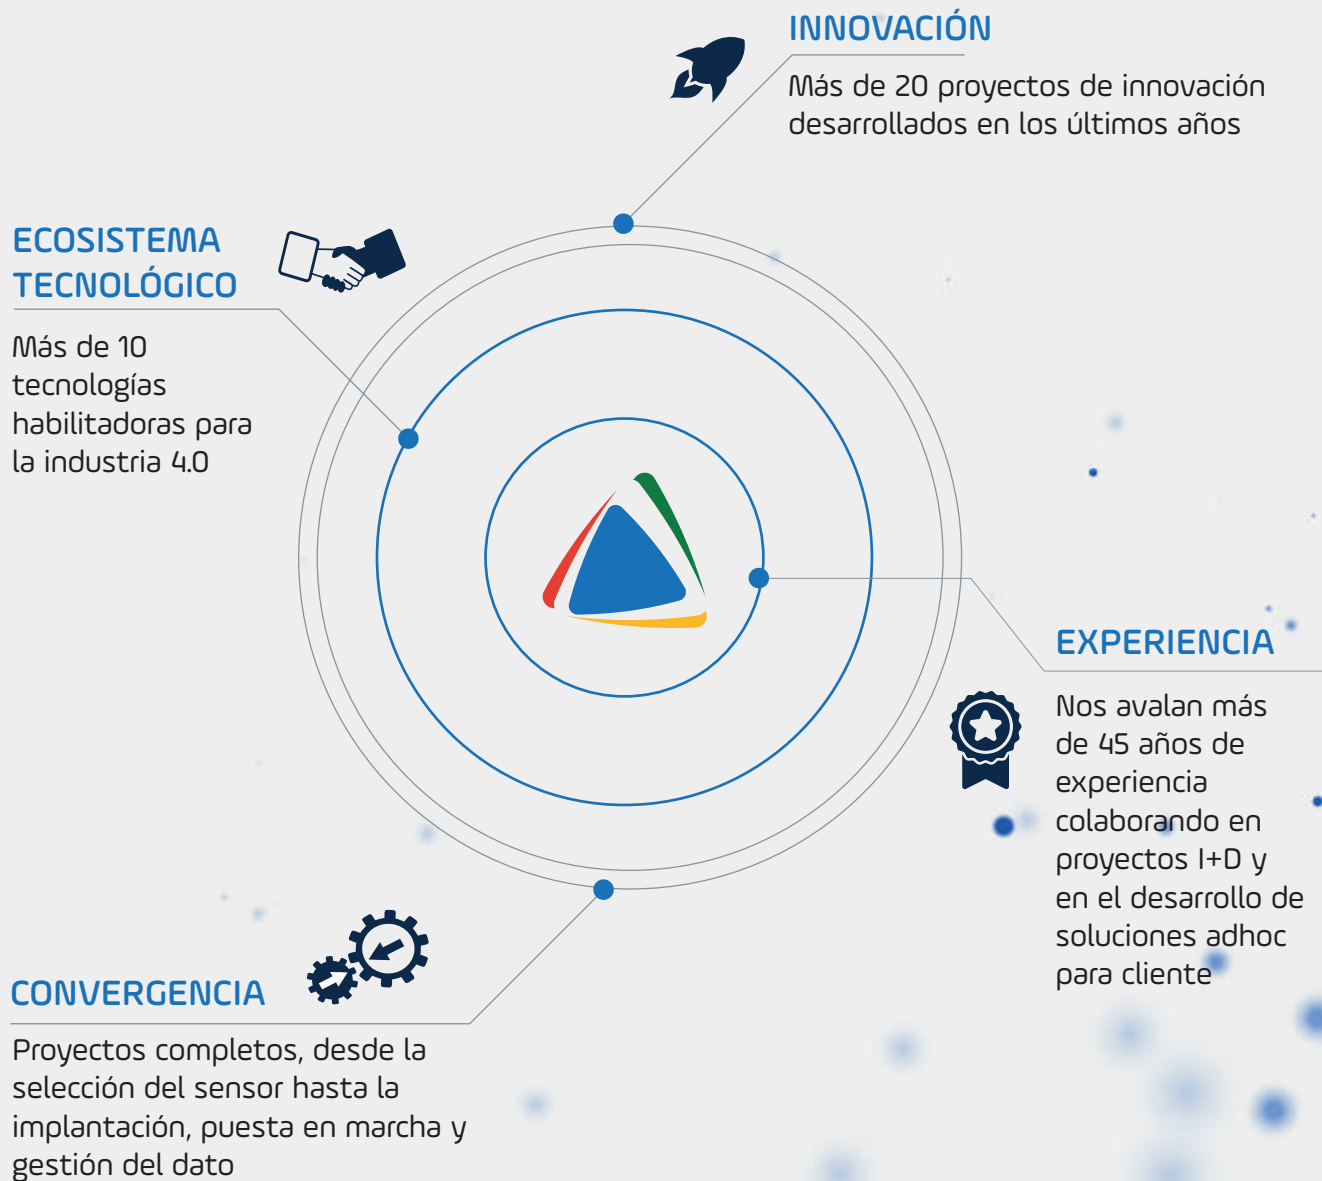 INNOVACIÓN
Más de 20 proyectos de innovación
desarrollados en los últimos años
ECOSISTEMA
TECNOLÓGICO
Más de 10
tecnologías
habilitadoras para
la industria 4.0
EXPERIENCIA
Nos avalan más
de 45 años de
experiencia
colaborando en
proyectos I+D y
en el desarrollo de
soluciones adhoc
para cliente
CONVERGENCIA
Proyectos completos, desde la
selección del sensor hasta la
implantación, puesta en marcha y
gestión del dato